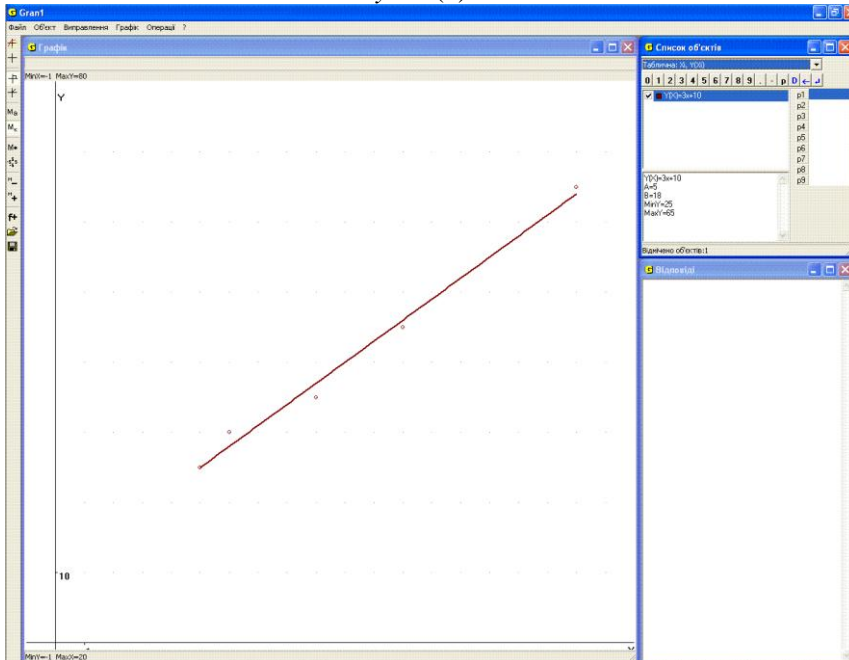 Gran1
Файл Об'єкт Виправлення Графік Операції ?
Графік
MinX=-1 MaxY=80
Y
10
MinY=-1 MaxX=20
Список об'єктів
Таблична: Xi, Y(Xi)
0 1 2 3 4 5 6 7 8 9 . - p D
Y(X)=3x+10
p1
p2
p3
p4
p5
p6
p7
p8
p9
Y(X)=3x+10
A=5
B=18
MinY=25
MaxY=65
Відмічено об'єктів:1
Відповіді